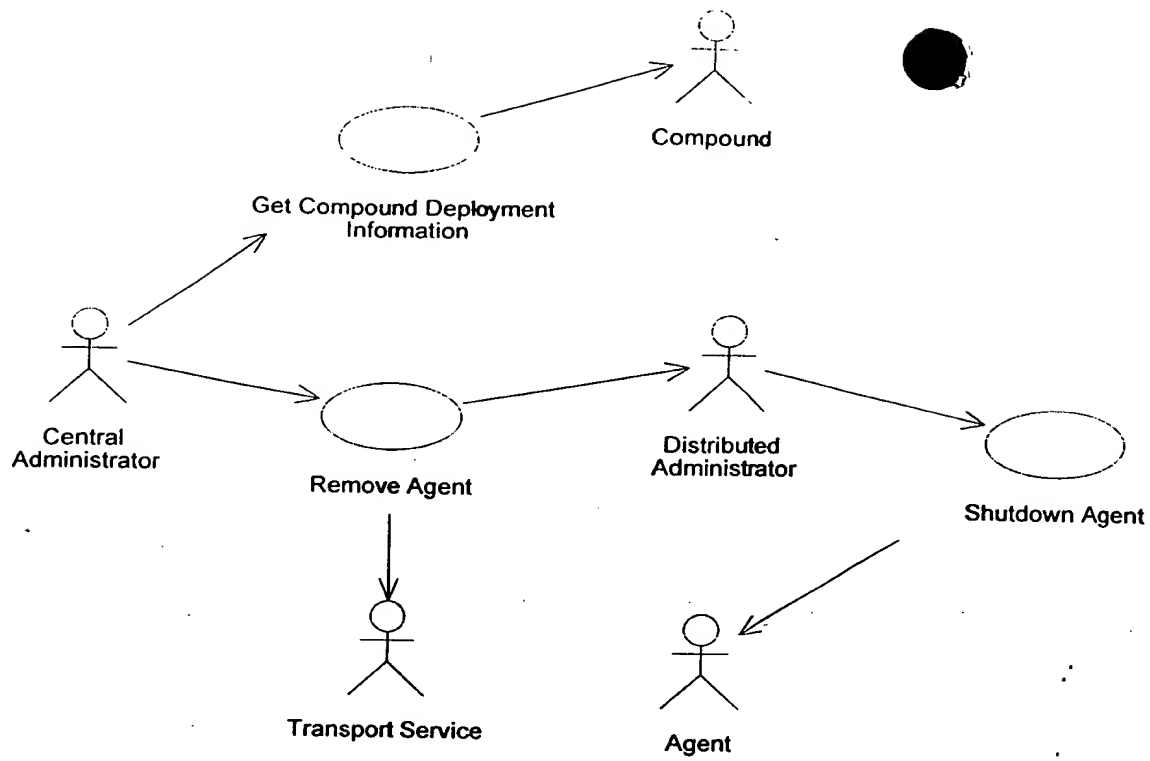 Compound
Get Compound Deployment
Information
Central
Administrator
Remove Agent
Distributed
Administrator
Shutdown Agent
Transport Service
Agent